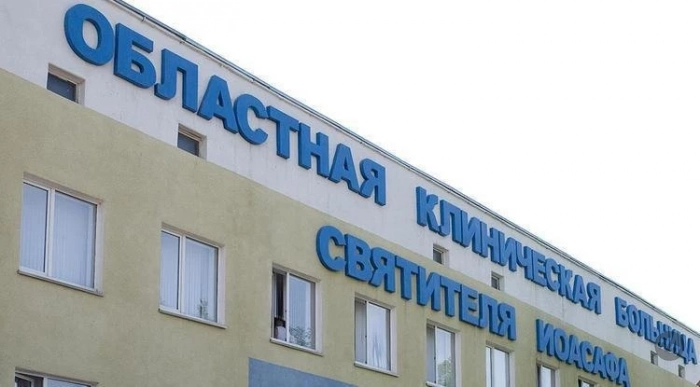 ОБЛАСТНАЯ КЛИНИЧЕСКАЯ БОЛЬНИЦА
СВЯТИТЕЛЯ ИОАСАФА